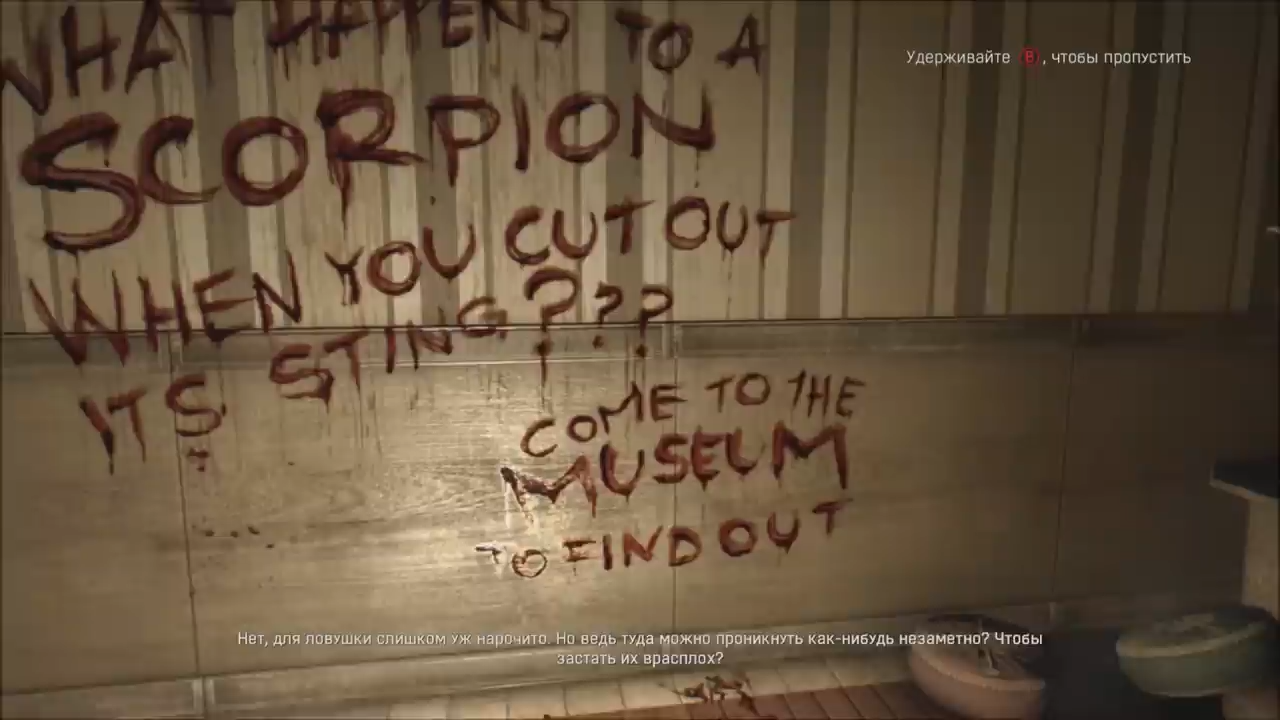 WHAT HAPPENS TO A
SCORPION
WHEN YOU CUT OUT
ITS STING???
COME TO THE
MUSEUM
TO FIND OUT
Удерживайте B, чтобы пропустить
Нет, для ловушки слишком уж нарочито. Но ведь туда можно проникнуть как-нибудь незаметно? Чтобы
застать их врасплох?